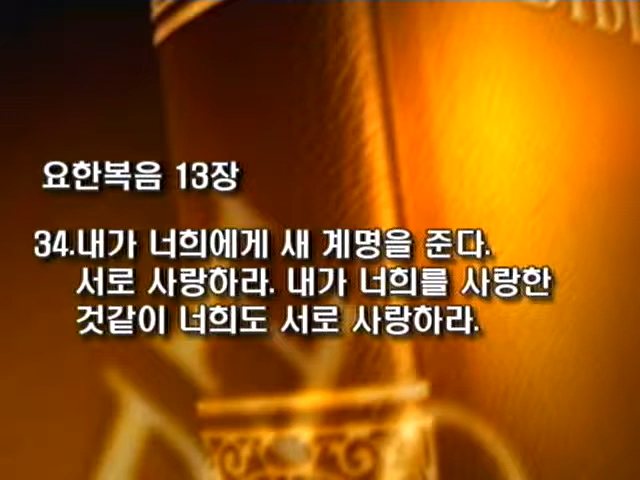 요한복음 13장
34.내가 너희에게 새 계명을 준다.
서로 사랑하라. 내가 너희를 사랑한
것같이 너희도 서로 사랑하라.